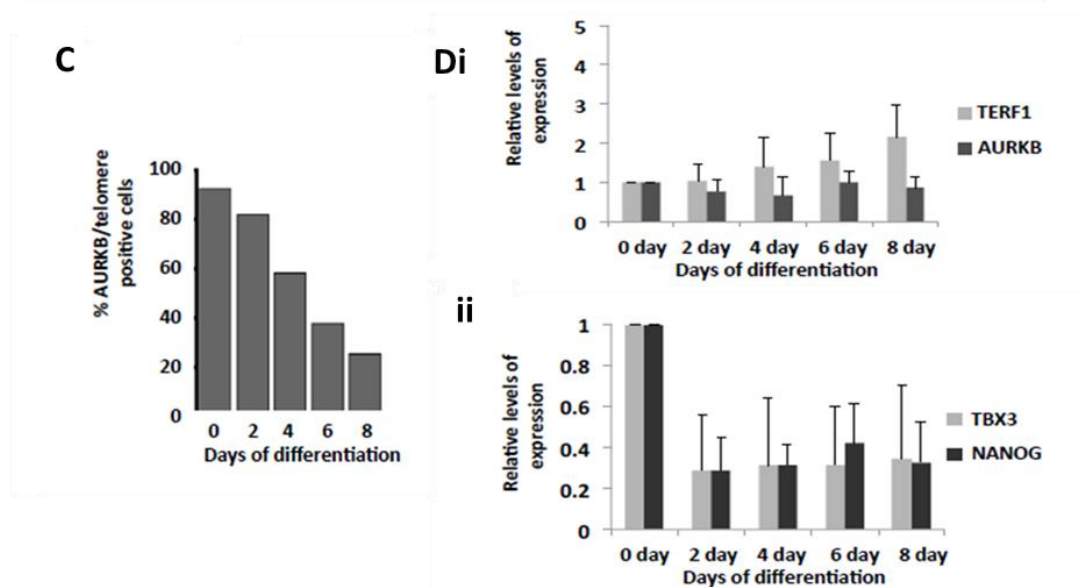 C
% AURKB/telomere
positive cells
100
80
60
40
20
0
0 2 4 6 8
Days of differentiation
Di
Relative levels of
expression
5
4
3
2
1
0
0 day 2 day 4 day 6 day 8 day
Days of differentiation
TERF1
AURKB
ii
Relative levels of
expression
1
0.8
0.6
0.4
0.2
0
0 day 2 day 4 day 6 day 8 day
Days of differentiation
TBX3
NANOG